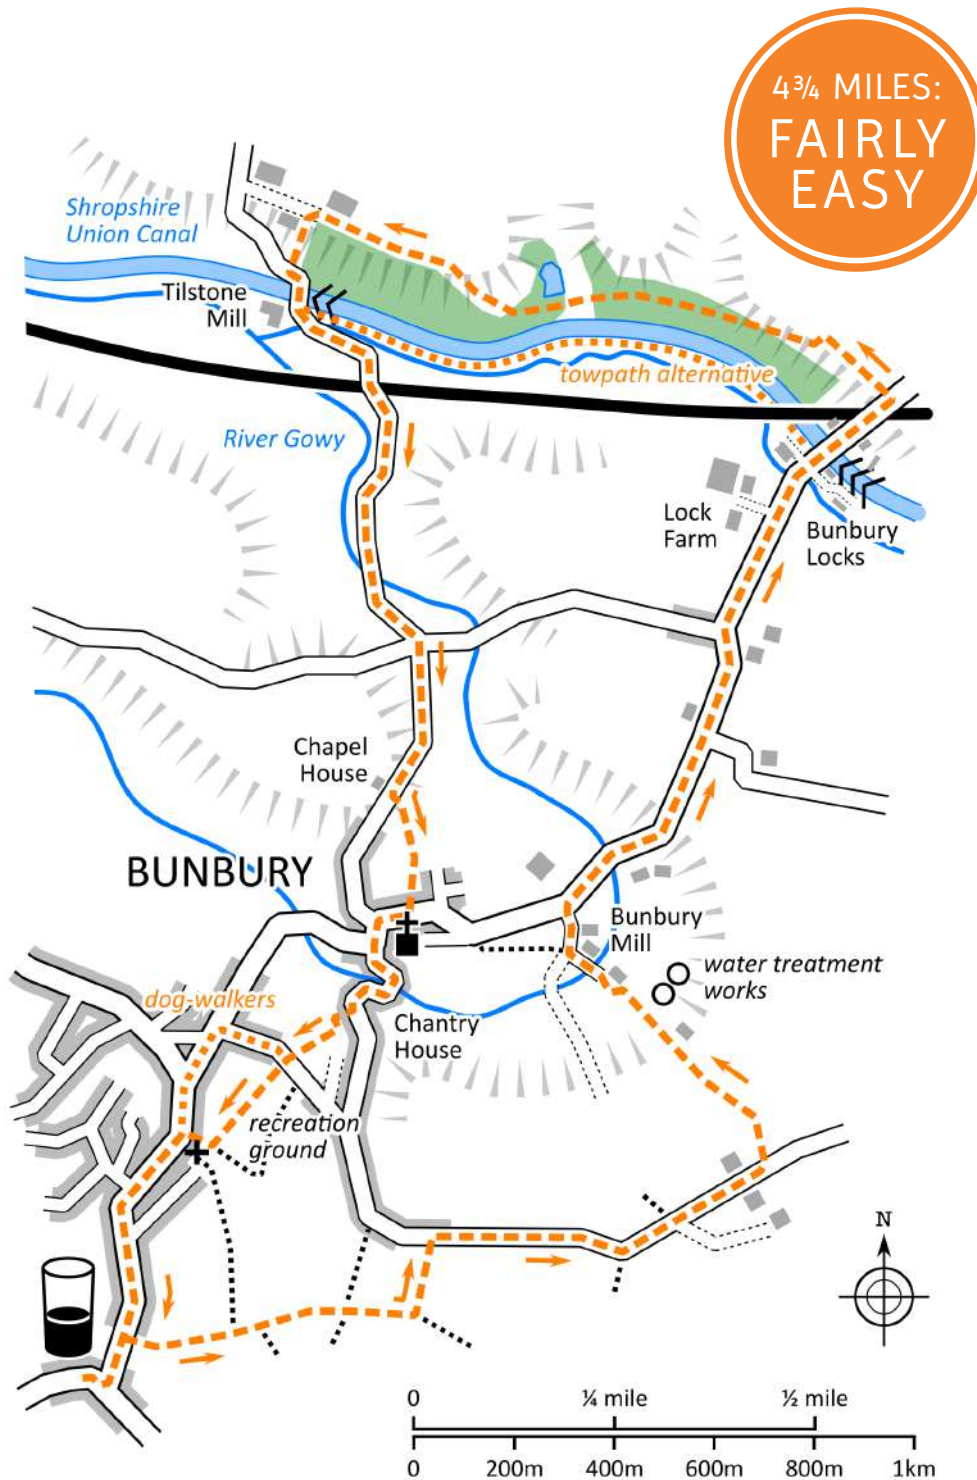 4¾ MILES:
FAIRLY
EASY
Shropshire
Union Canal
Tilstone
Mill
towpath alternative
River Gowy
Lock
Farm
Bunbury
Locks
Chapel
House
BUNBURY
Bunbury
Mill
water treatment
works
dog-walkers
Chantry
House
recreation
ground
N
0
¼ mile
½ mile
0
200m
400m
600m
800m
1km